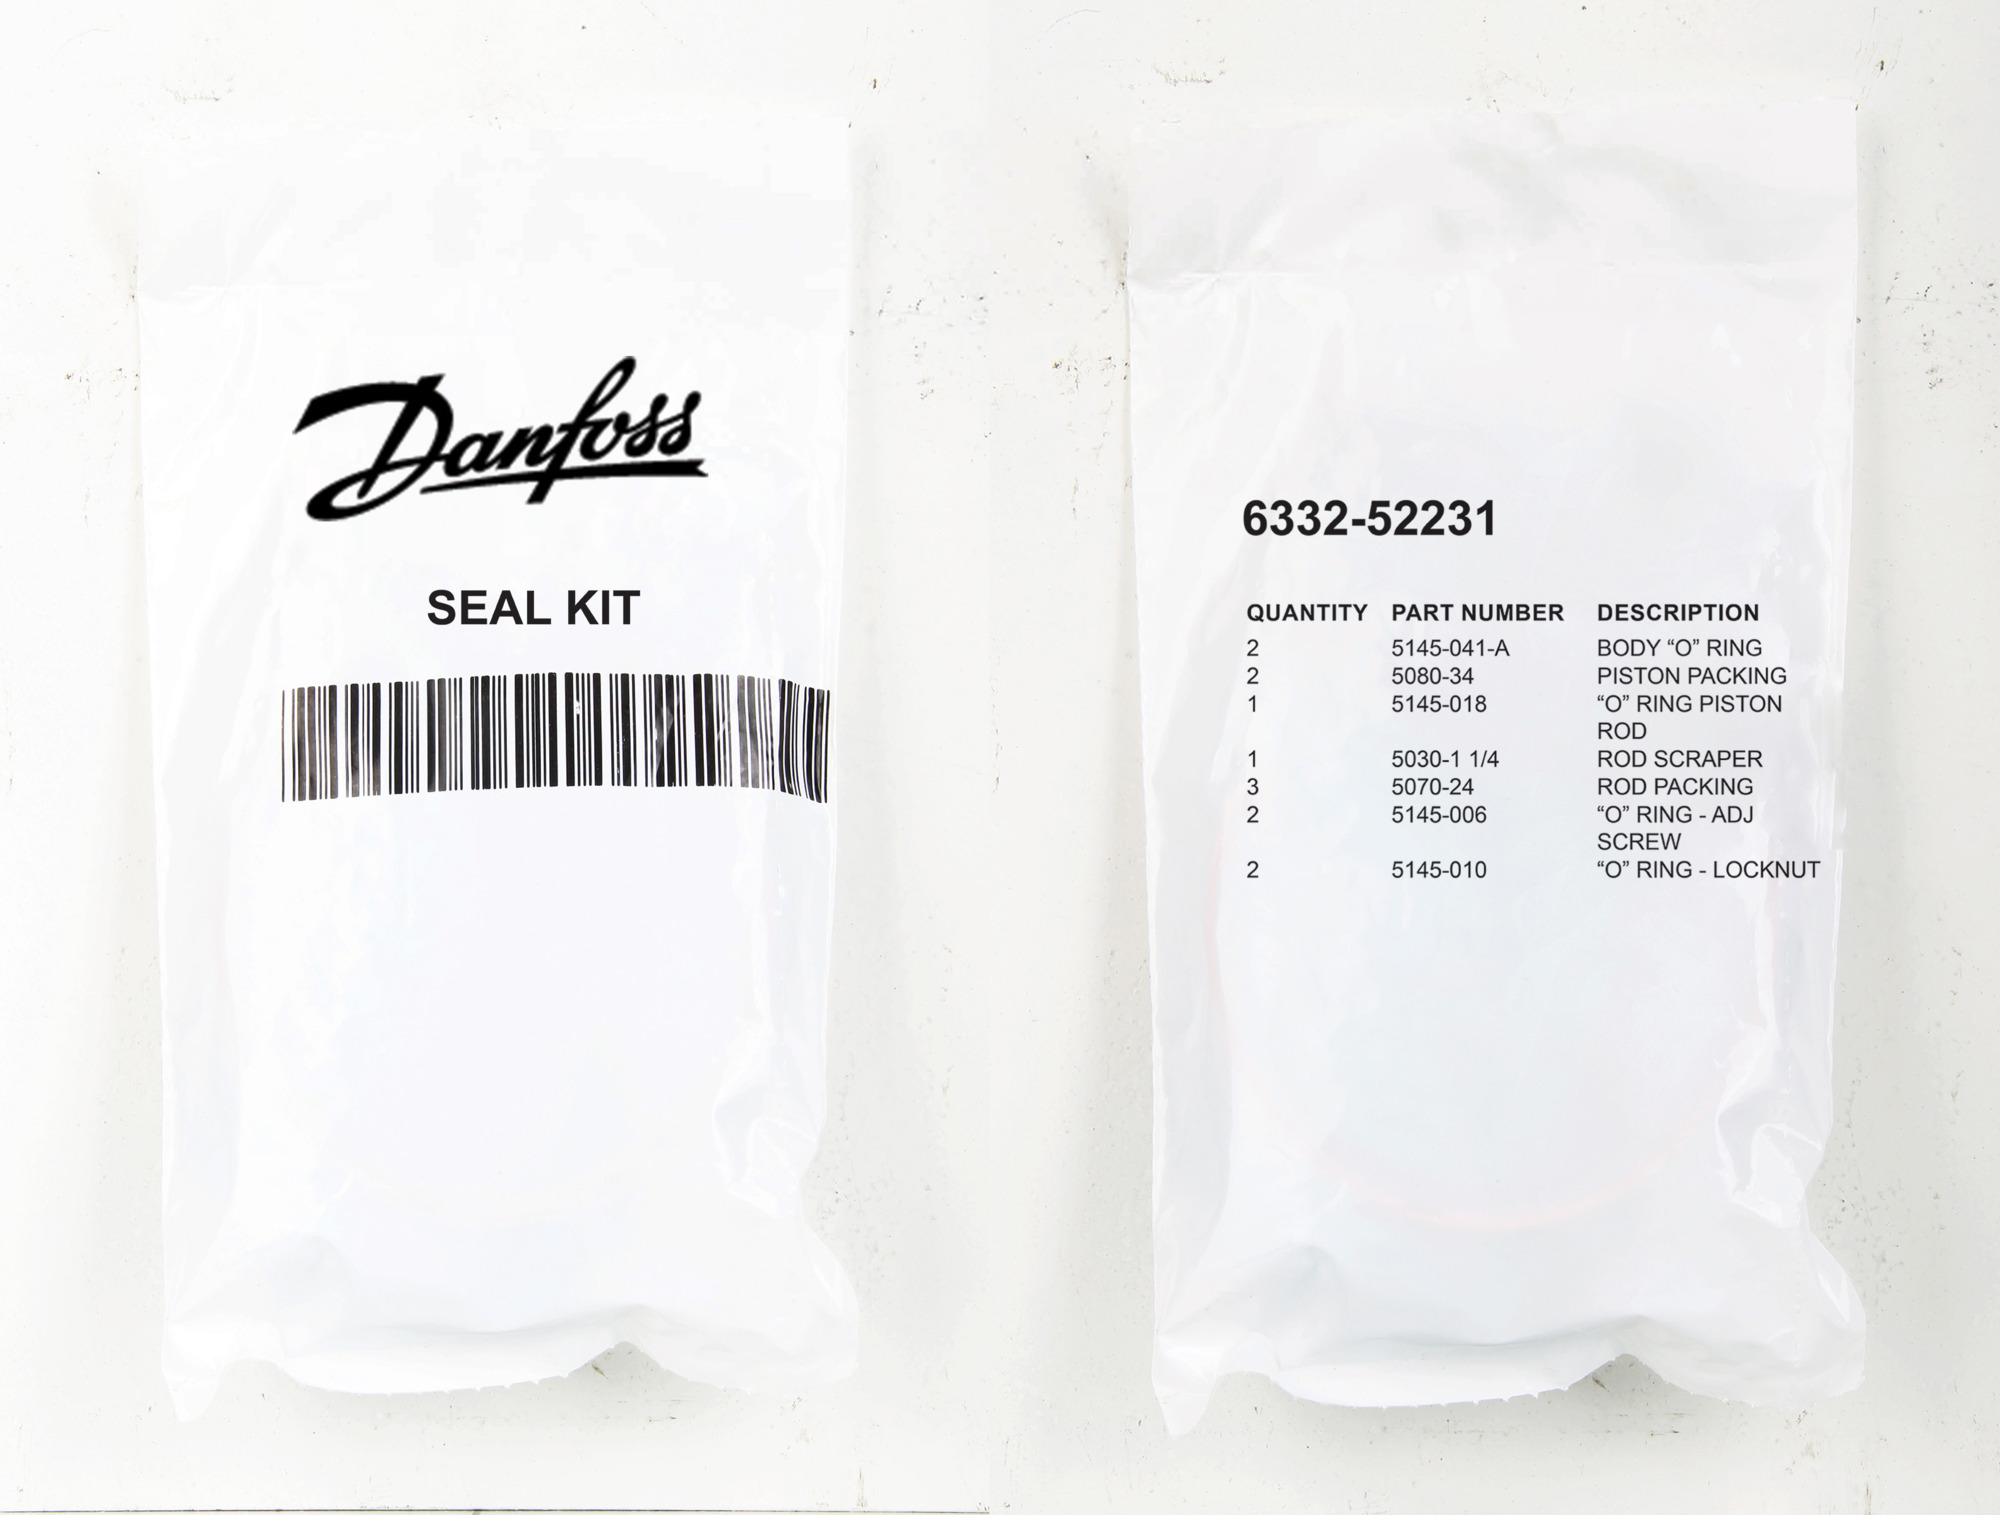 Danfoss
SEAL KIT
6332-52231
QUANTITY PART NUMBER DESCRIPTION
2 5145-041-A BODY “O” RING
2 5080-34 PISTON PACKING
1 5145-018 “O” RING PISTON
ROD
1 5030-1 1/4 ROD SCRAPER
3 5070-24 ROD PACKING
2 5145-006 “O” RING - ADJ
SCREW
2 5145-010 “O” RING - LOCKNUT